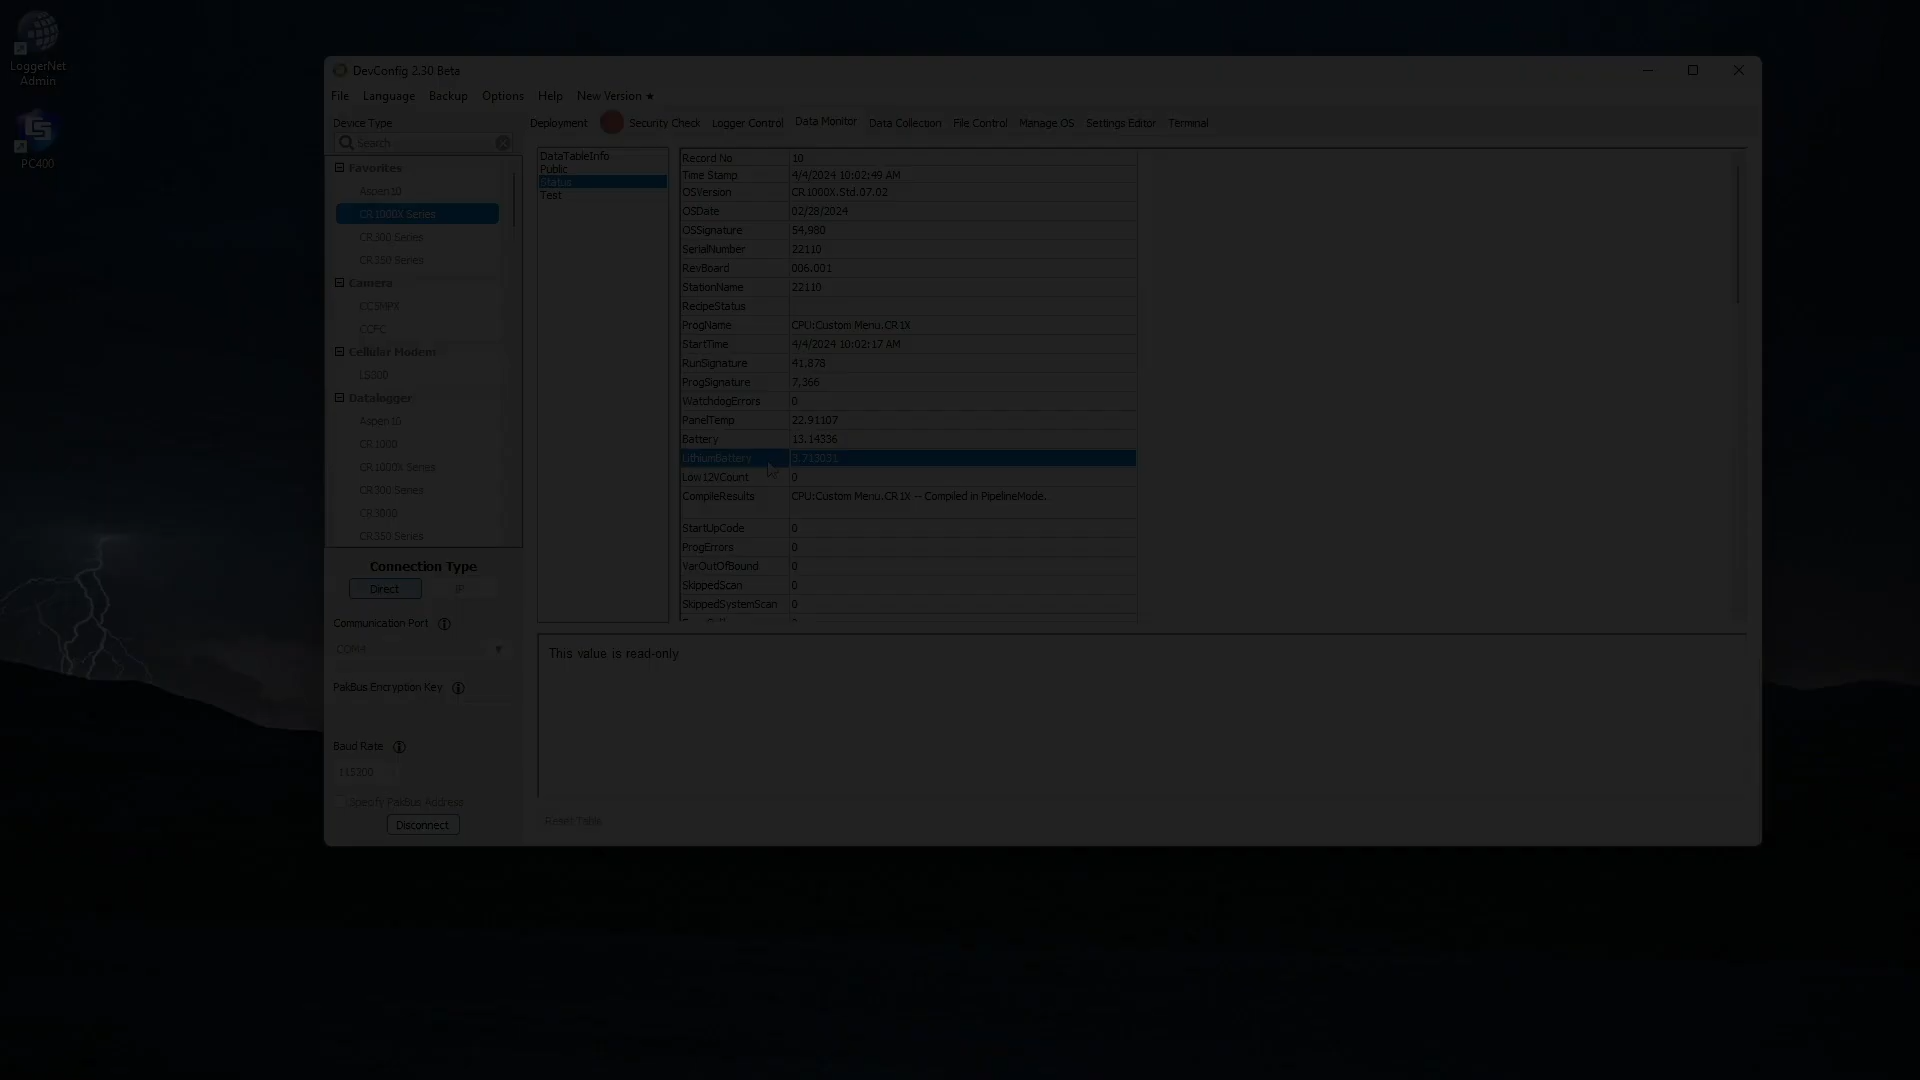 LoggerNet
Admin
PC400
DevConfig 2.30 Beta
File Language Backup Options Help New Version ★
Device Type
Search
Favorites
Aspen 10
CR1000X Series
CR300 Series
CR350 Series
Camera
CC5MPX
CCFC
Cellular Modem
LS300
Datalogger
Aspen 10
CR1000
CR1000X Series
CR300 Series
CR3000
CR350 Series
Connection Type
Direct IP
Communication Port
COM4
PakBus Encryption Key
Baud Rate
115200
Specify PakBus Address
Disconnect
Deployment Security Check Logger Control Data Monitor Data Collection File Control Manage OS Settings Editor Terminal
DataTableInfo
Public
Status
Test
Record No 10
Time Stamp 4/4/2024 10:02:49 AM
OSVersion CR1000X.Std.07.02
OSDate 02/28/2024
OSSignature 54,980
SerialNumber 22110
RevBoard 006.001
StationName 22110
RecipeStatus
ProgName CPU:Custom Menu.CR1X
StartTime 4/4/2024 10:02:17 AM
RunSignature 41,878
ProgSignature 7,366
WatchdogErrors 0
PanelTemp 22.91107
Battery 13.14336
LithiumBattery 3.713031
Low12VCount 0
CompileResults CPU:Custom Menu.CR1X -- Compiled in PipelineMode.
StartUpCode 0
ProgErrors 0
VarOutOfBound 0
SkippedScan 0
SkippedSystemScan 0
This value is read-only
Reset Table